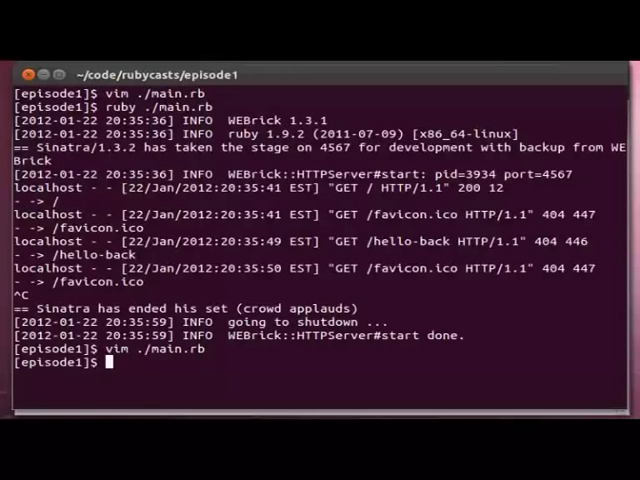 ~/code/rubycasts/episode1
[episode1]$ vim ./main.rb
[episode1]$ ruby ./main.rb
[2012-01-22 20:35:36] INFO  WEBrick 1.3.1
[2012-01-22 20:35:36] INFO  ruby 1.9.2 (2011-07-09) [x86_64-linux]
== Sinatra/1.3.2 has taken the stage on 4567 for development with backup from WE
Brick
[2012-01-22 20:35:36] INFO  WEBrick::HTTPServer#start: pid=3934 port=4567
localhost - - [22/Jan/2012:20:35:41 EST] "GET / HTTP/1.1" 200 12
- -> /
localhost - - [22/Jan/2012:20:35:41 EST] "GET /favicon.ico HTTP/1.1" 404 447
- -> /favicon.ico
localhost - - [22/Jan/2012:20:35:49 EST] "GET /hello-back HTTP/1.1" 404 446
- -> /hello-back
localhost - - [22/Jan/2012:20:35:50 EST] "GET /favicon.ico HTTP/1.1" 404 447
- -> /favicon.ico
^C
== Sinatra has ended his set (crowd applauds)
[2012-01-22 20:35:59] INFO  going to shutdown ...
[2012-01-22 20:35:59] INFO  WEBrick::HTTPServer#start done.
[episode1]$ vim ./main.rb
[episode1]$